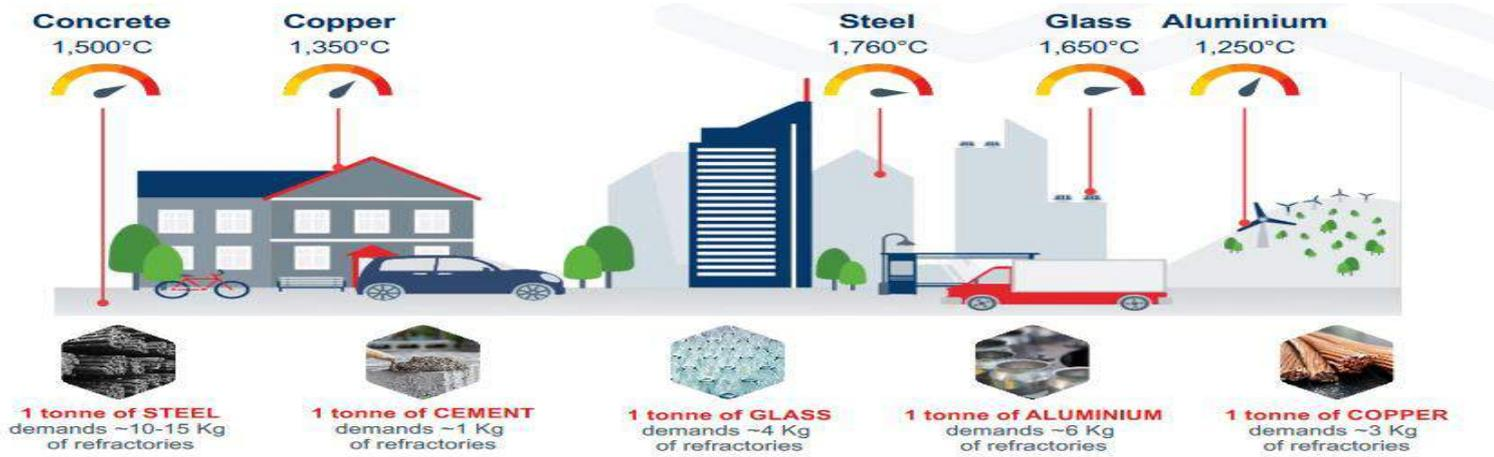 Concrete
1,500°C
Copper
1,350°C
Steel
1,760°C
Glass
1,650°C
Aluminium
1,250°C
1 tonne of STEEL
demands ~10-15 Kg
of refractories
1 tonne of CEMENT
demands ~1 Kg
of refractories
1 tonne of GLASS
demands ~4 Kg
of refractories
1 tonne of ALUMINIUM
demands ~6 Kg
of refractories
1 tonne of COPPER
demands ~3 Kg
of refractories